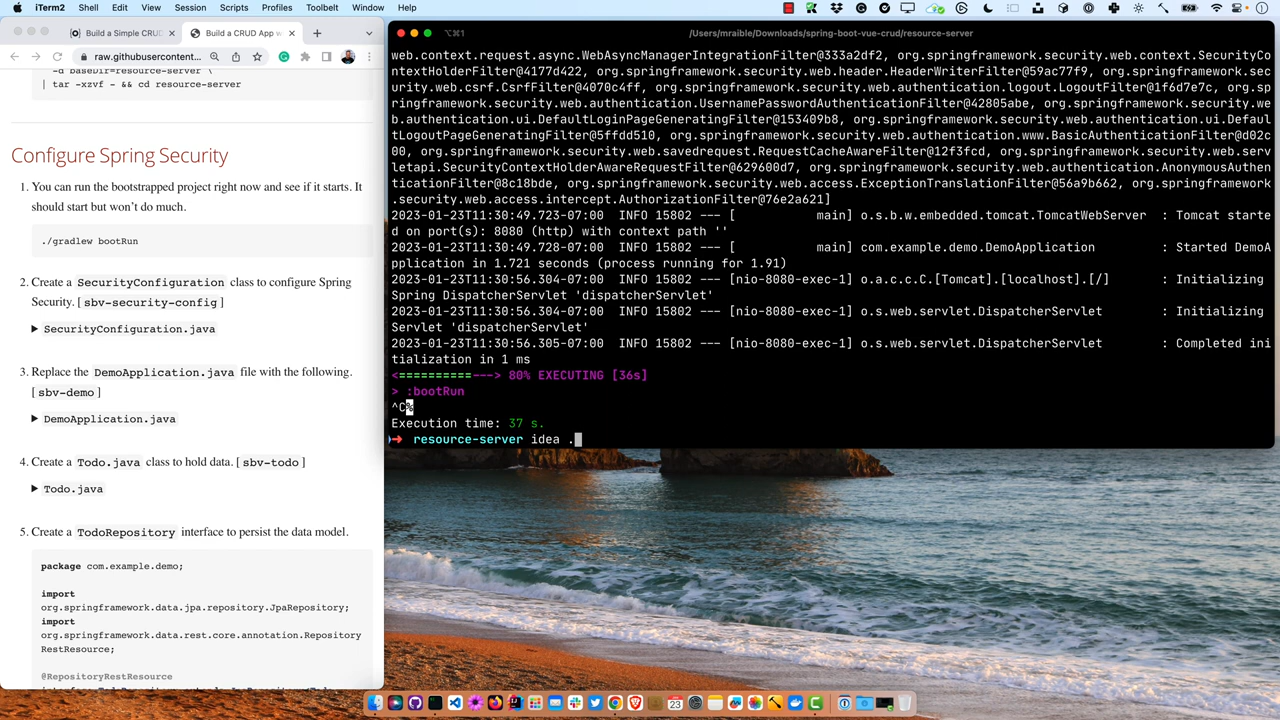 iTerm2 Shell Edit View Session Scripts Profiles Toolbelt Window Help
Build a Simple CRUD
Build a CRUD App w
raw.githubusercontent...
-d baseDir=resource-server \
| tar -xzvf - && cd resource-server
Configure Spring Security
1. You can run the bootstrapped project right now and see if it starts. It
should start but won’t do much.
./gradlew bootRun
2. Create a SecurityConfiguration class to configure Spring
Security. [ sbv-security-config ]
SecurityConfiguration.java
3. Replace the DemoApplication.java file with the following.
[ sbv-demo ]
DemoApplication.java
4. Create a Todo.java class to hold data. [ sbv-todo ]
Todo.java
5. Create a TodoRepository interface to persist the data model.
package com.example.demo;
import
org.springframework.data.jpa.repository.JpaRepository;
import
org.springframework.data.rest.core.annotation.Repository
RestResource;
@RepositoryRestResource
⌥⌘1
/Users/mraible/Downloads/spring-boot-vue-crud/resource-server
web.context.request.async.WebAsyncManagerIntegrationFilter@333a2df2, org.springframework.security.web.context.SecurityCo
ntextHolderFilter@4177d422, org.springframework.security.web.header.HeaderWriterFilter@59ac77f9, org.springframework.sec
urity.web.csrf.CsrfFilter@4070c4ff, org.springframework.security.web.authentication.logout.LogoutFilter@1f6d7e7c, org.sp
ringframework.security.web.authentication.UsernamePasswordAuthenticationFilter@42805abe, org.springframework.security.we
b.authentication.ui.DefaultLoginPageGeneratingFilter@153409b8, org.springframework.security.web.authentication.ui.Defaul
tLogoutPageGeneratingFilter@5ffdd510, org.springframework.security.web.authentication.www.BasicAuthenticationFilter@d02c
00, org.springframework.security.web.savedrequest.RequestCacheAwareFilter@12f3fcd, org.springframework.security.web.serv
letapi.SecurityContextHolderAwareRequestFilter@629600d7, org.springframework.security.web.authentication.AnonymousAuthen
ticationFilter@8c18bde, org.springframework.security.web.access.ExceptionTranslationFilter@56a9b662, org.springframework
.security.web.access.intercept.AuthorizationFilter@76e2a621]
2023-01-23T11:30:49.723-07:00 INFO 15802 --- [ main] o.s.b.w.embedded.tomcat.TomcatWebServer : Tomcat starte
d on port(s): 8080 (http) with context path ''
2023-01-23T11:30:49.728-07:00 INFO 15802 --- [ main] com.example.demo.DemoApplication : Started DemoA
pplication in 1.721 seconds (process running for 1.91)
2023-01-23T11:30:56.304-07:00 INFO 15802 --- [nio-8080-exec-1] o.a.c.c.C.[Tomcat].[localhost].[/] : Initializing
Spring DispatcherServlet 'dispatcherServlet'
2023-01-23T11:30:56.304-07:00 INFO 15802 --- [nio-8080-exec-1] o.s.web.servlet.DispatcherServlet : Initializing
Servlet 'dispatcherServlet'
2023-01-23T11:30:56.305-07:00 INFO 15802 --- [nio-8080-exec-1] o.s.web.servlet.DispatcherServlet : Completed ini
tialization in 1 ms
<==========---> 80% EXECUTING [36s]
> :bootRun
^C%
Execution time: 37 s.
➜ resource-server idea .